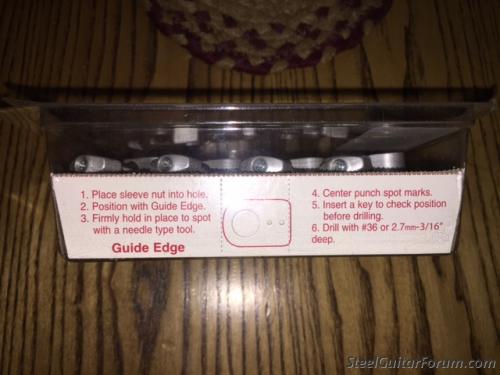 1. Place sleeve nut into hole.
2. Position with Guide Edge.
3. Firmly hold in place to spot
with a needle type tool.
Guide Edge
4. Center punch spot marks.
5. Insert a key to check position
before drilling.
6. Drill with #36 or 2.7mm-3/16"
deep.
SteelGuitarForum.com